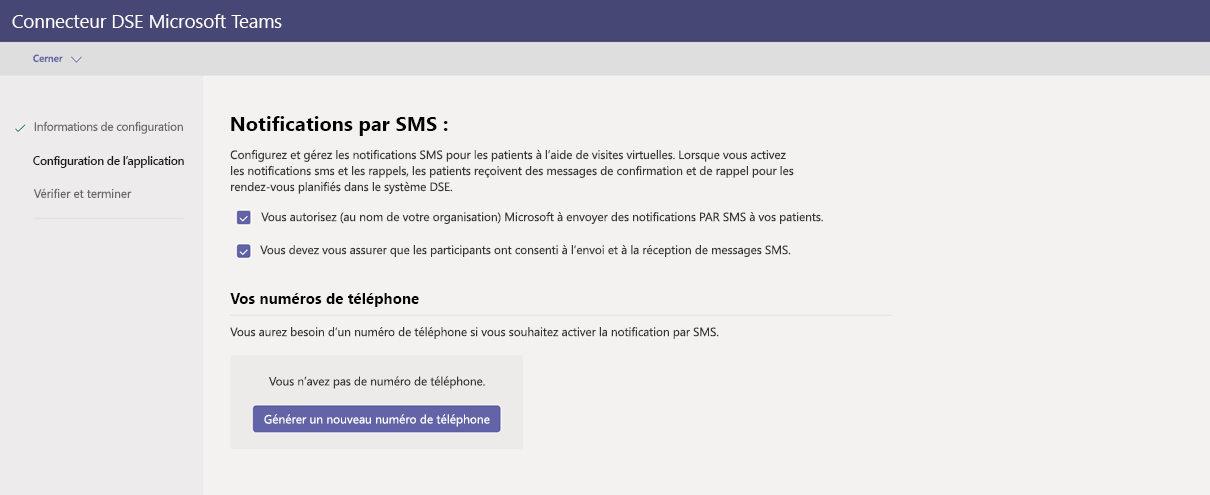 Connecteur DSE Microsoft Teams
Cerner
Informations de configuration
Configuration de l'application
Vérifier et terminer
Notifications par SMS :
Configurez et gérez les notifications SMS pour les patients à l'aide de visites virtuelles. Lorsque vous activez
les notifications sms et les rappels, les patients reçoivent des messages de confirmation et de rappel pour les
rendez-vous planifiés dans le système DSE.
Vous autorisez (au nom de votre organisation) Microsoft à envoyer des notifications PAR SMS à vos patients.
Vous devez vous assurer que les participants ont consenti à l'envoi et à la réception de messages SMS.
Vos numéros de téléphone
Vous aurez besoin d'un numéro de téléphone si vous souhaitez activer la notification par SMS.
Vous n'avez pas de numéro de téléphone.
Générer un nouveau numéro de téléphone